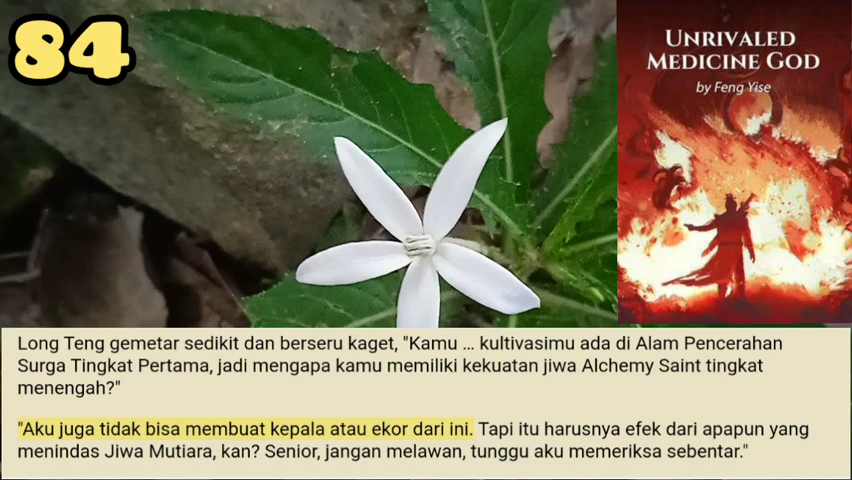 84
UNRIVALED
MEDICINE GOD
by Feng Yise
Long Teng gemetar sedikit dan berseru kaget, "Kamu ... kultivasimu ada di Alam Pencerahan
Surga Tingkat Pertama, jadi mengapa kamu memiliki kekuatan jiwa Alchemy Saint tingkat
menengah?"
"Aku juga tidak bisa membuat kepala atau ekor dari ini. Tapi itu harusnya efek dari apapun yang
menindas Jiwa Mutiara, kan? Senior, jangan melawan, tunggu aku memeriksa sebentar."